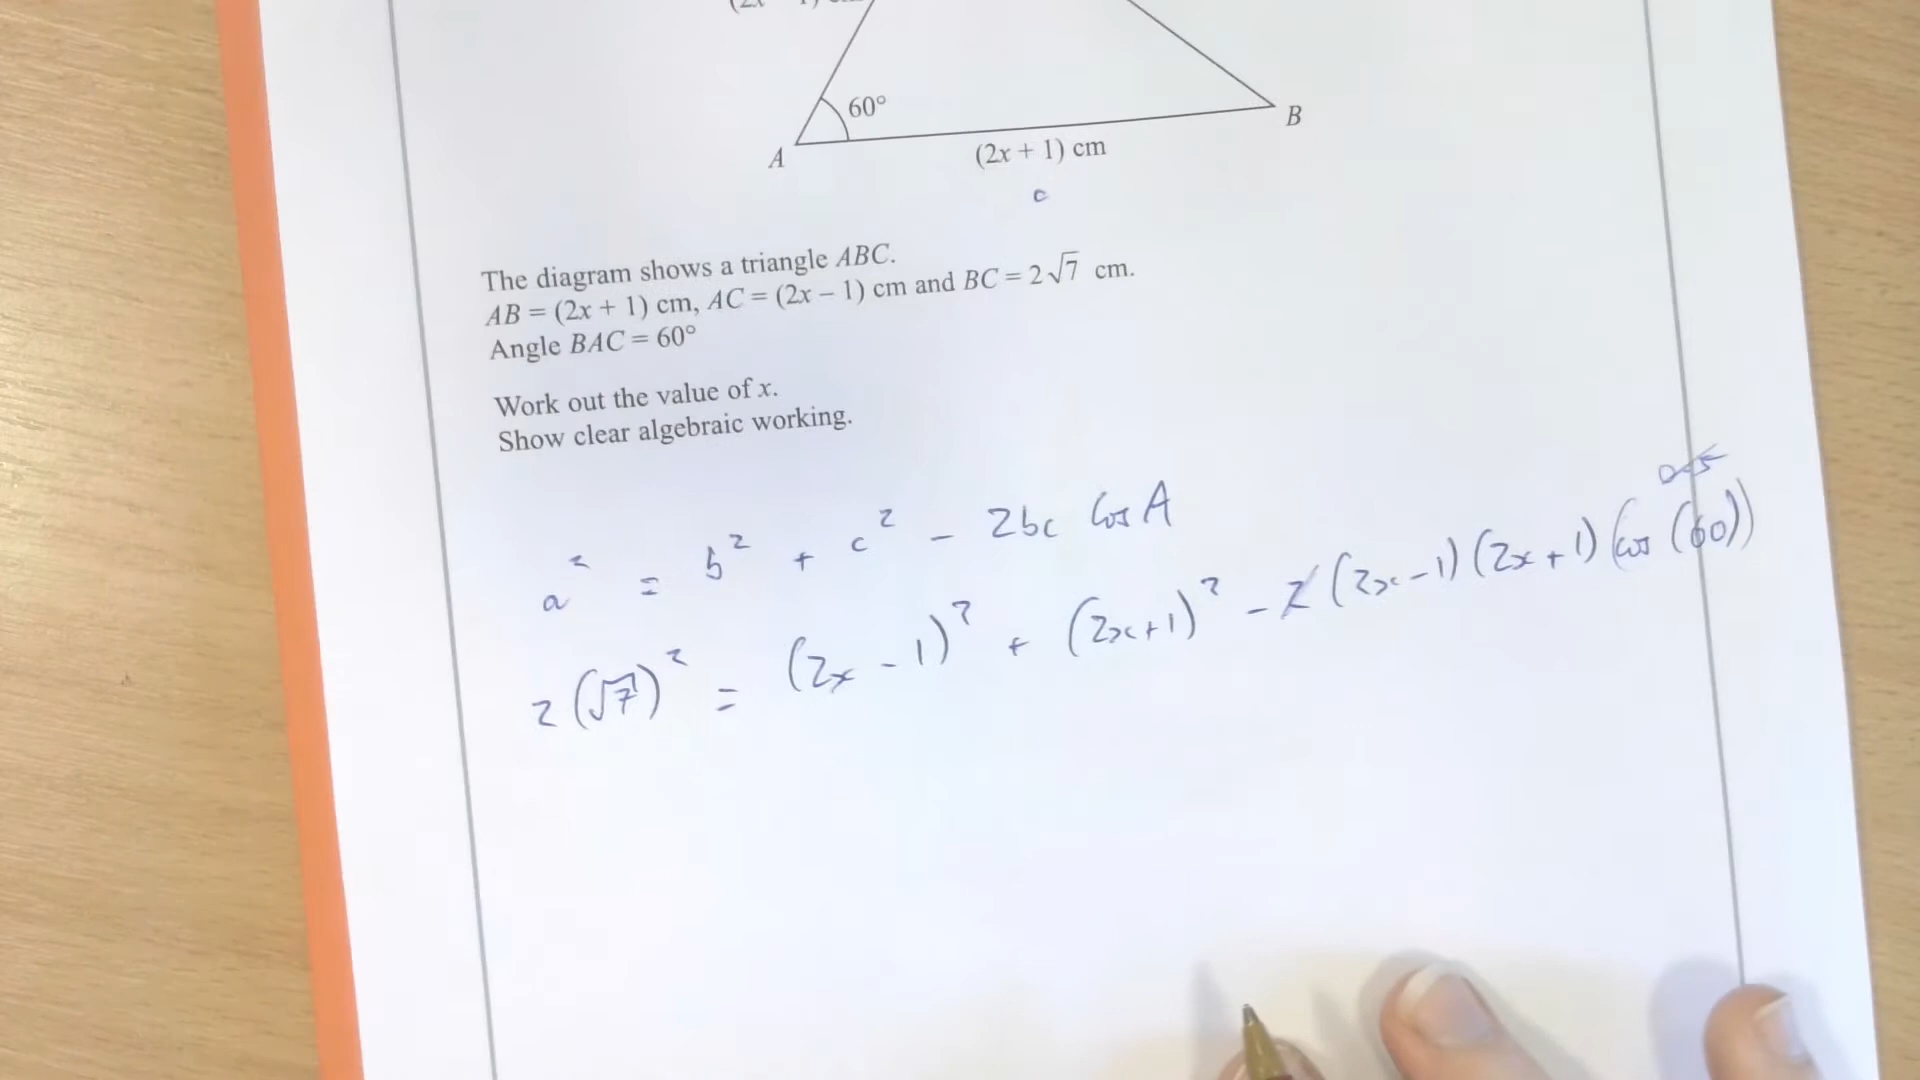 60°
A
B
(2x + 1) cm
c
The diagram shows a triangle ABC.
AB = (2x + 1) cm, AC = (2x – 1) cm and BC = 2√7 cm.
Angle BAC = 60°
Work out the value of x.
Show clear algebraic working.
a² = b² + c² - 2bc Cos A
0.5
2(√7)² = (2x - 1)² + (2x+1)² - 2(2x-1)(2x+1)(cos(60))